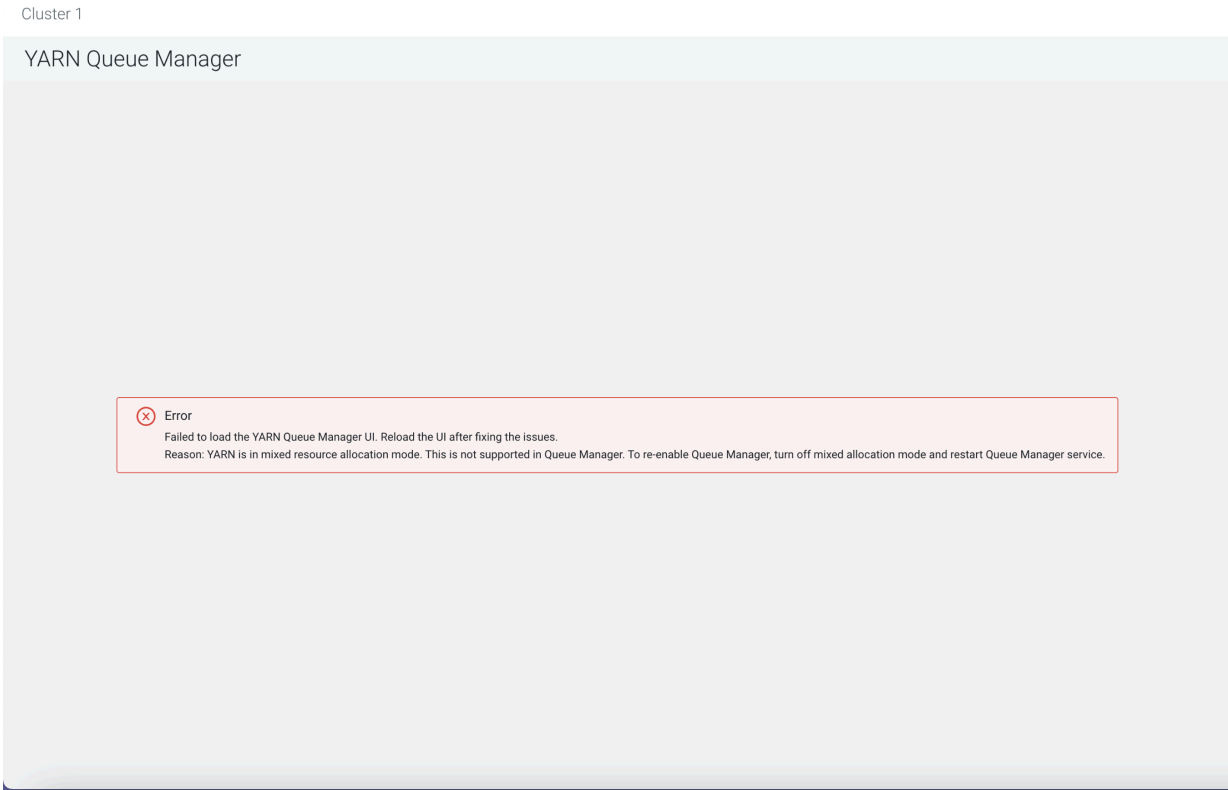 Cluster 1
YARN Queue Manager
Error
Failed to load the YARN Queue Manager UI. Reload the UI after fixing the issues.
Reason: YARN is in mixed resource allocation mode. This is not supported in Queue Manager. To re-enable Queue Manager, turn off mixed allocation mode and restart Queue Manager service.